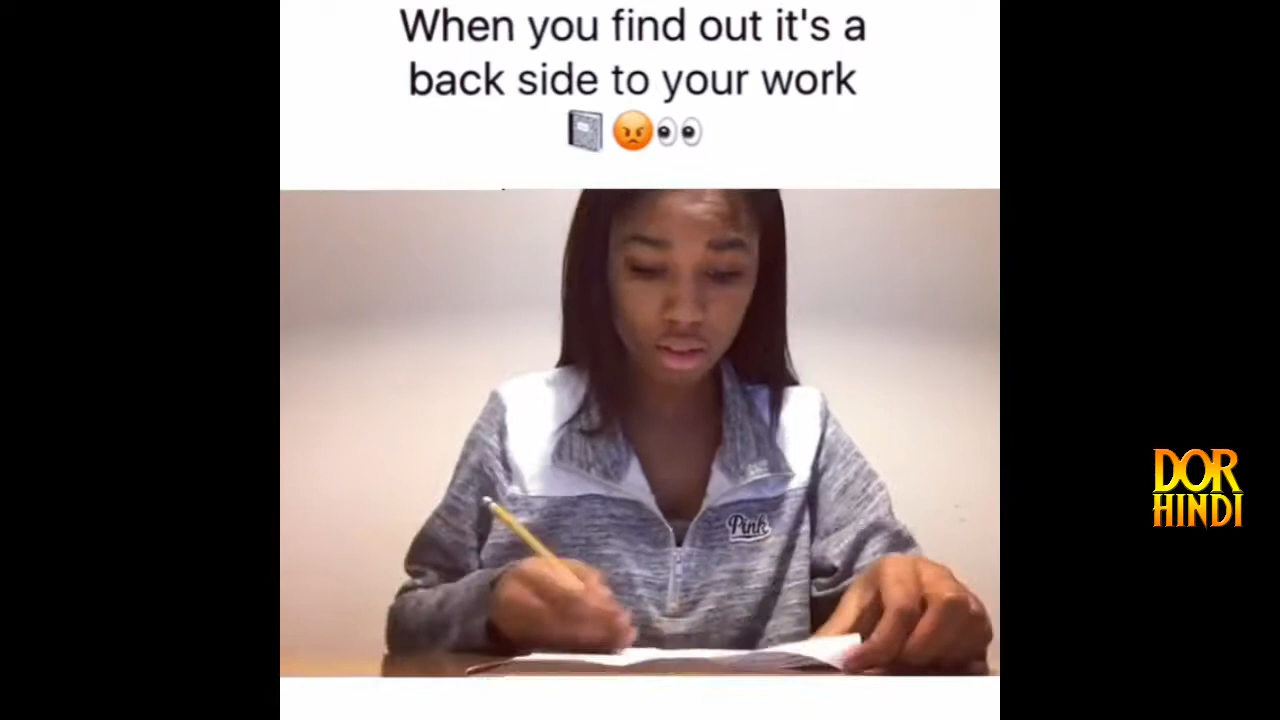 When you find out it's a
back side to your work
📓😡👀
Pink
DOR
HINDI